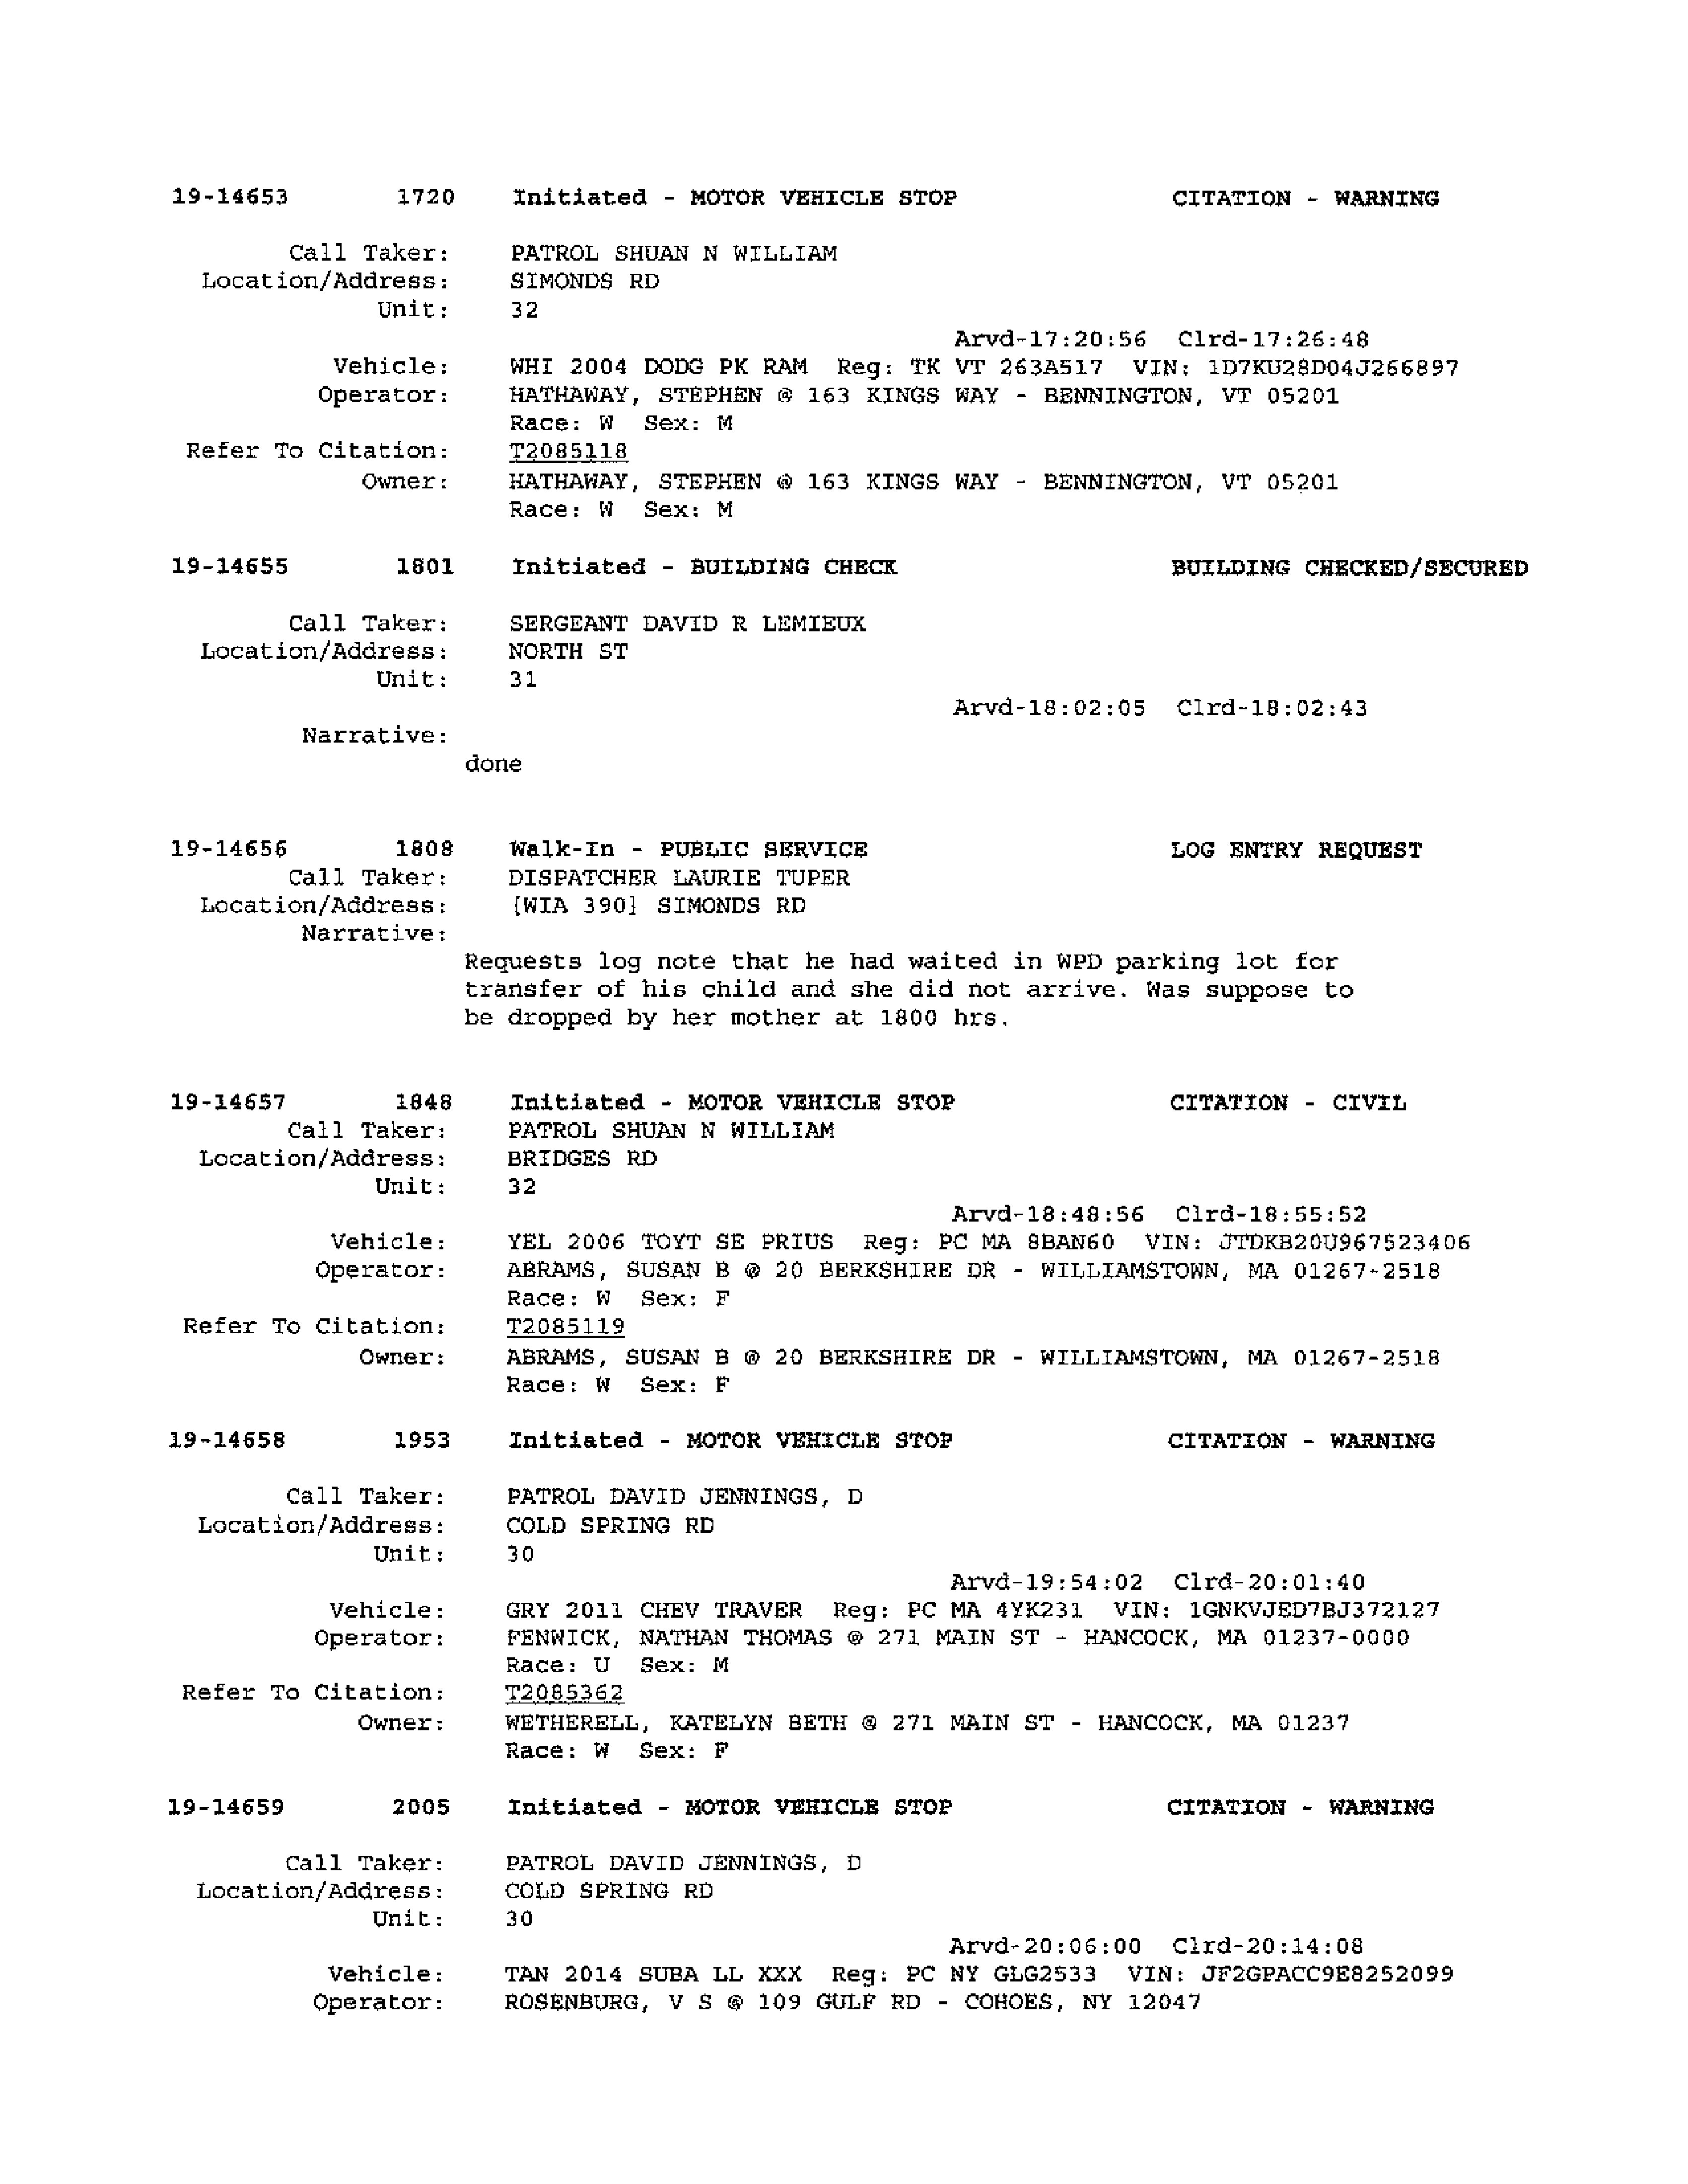 19-14653 1720 Initiated - MOTOR VEHICLE STOP CITATION - WARNING
Call Taker: PATROL SHUAN N WILLIAM
Location/Address: SIMONDS RD
Unit: 32
Arvd-17:20:56 Clrd-17:26:48
Vehicle: WHI 2004 DODG PK RAM Reg: TK VT 263A517 VIN: 1D7KU28D04J266897
Operator: HATHAWAY, STEPHEN @ 163 KINGS WAY - BENNINGTON, VT 05201
Race: W Sex: M
Refer To Citation: T2085118
Owner: HATHAWAY, STEPHEN @ 163 KINGS WAY - BENNINGTON, VT 05201
Race: W Sex: M
19-14655 1801 Initiated - BUILDING CHECK BUILDING CHECKED/SECURED
Call Taker: SERGEANT DAVID R LEMIEUX
Location/Address: NORTH ST
Unit: 31
Arvd-18:02:05 Clrd-18:02:43
Narrative:
done
19-14656 1808 Walk-In - PUBLIC SERVICE LOG ENTRY REQUEST
Call Taker: DISPATCHER LAURIE TUPER
Location/Address: [WIA 390] SIMONDS RD
Narrative:
Requests log note that he had waited in WPD parking lot for
transfer of his child and she did not arrive. Was suppose to
be dropped by her mother at 1800 hrs.
19-14657 1848 Initiated - MOTOR VEHICLE STOP CITATION - CIVIL
Call Taker: PATROL SHUAN N WILLIAM
Location/Address: BRIDGES RD
Unit: 32
Arvd-18:48:56 Clrd-18:55:52
Vehicle: YEL 2006 TOYT SE PRIUS Reg: PC MA 8BAN60 VIN: JTDKB20U967523406
Operator: ABRAMS, SUSAN B @ 20 BERKSHIRE DR - WILLIAMSTOWN, MA 01267-2518
Race: W Sex: F
Refer To Citation: T2085119
Owner: ABRAMS, SUSAN B @ 20 BERKSHIRE DR - WILLIAMSTOWN, MA 01267-2518
Race: W Sex: F
19-14658 1953 Initiated - MOTOR VEHICLE STOP CITATION - WARNING
Call Taker: PATROL DAVID JENNINGS, D
Location/Address: COLD SPRING RD
Unit: 30
Arvd-19:54:02 Clrd-20:01:40
Vehicle: GRY 2011 CHEV TRAVER Reg: PC MA 4YK231 VIN: 1GNKVJED7BJ372127
Operator: FENWICK, NATHAN THOMAS @ 271 MAIN ST - HANCOCK, MA 01237-0000
Race: U Sex: M
Refer To Citation: T2085362
Owner: WETHERELL, KATELYN BETH @ 271 MAIN ST - HANCOCK, MA 01237
Race: W Sex: F
19-14659 2005 Initiated - MOTOR VEHICLE STOP CITATION - WARNING
Call Taker: PATROL DAVID JENNINGS, D
Location/Address: COLD SPRING RD
Unit: 30
Arvd-20:06:00 Clrd-20:14:08
Vehicle: TAN 2014 SUBA LL XXX Reg: PC NY GLG2533 VIN: JF2GPACC9E8252099
Operator: ROSENBURG, V S @ 109 GULF RD - COHOES, NY 12047